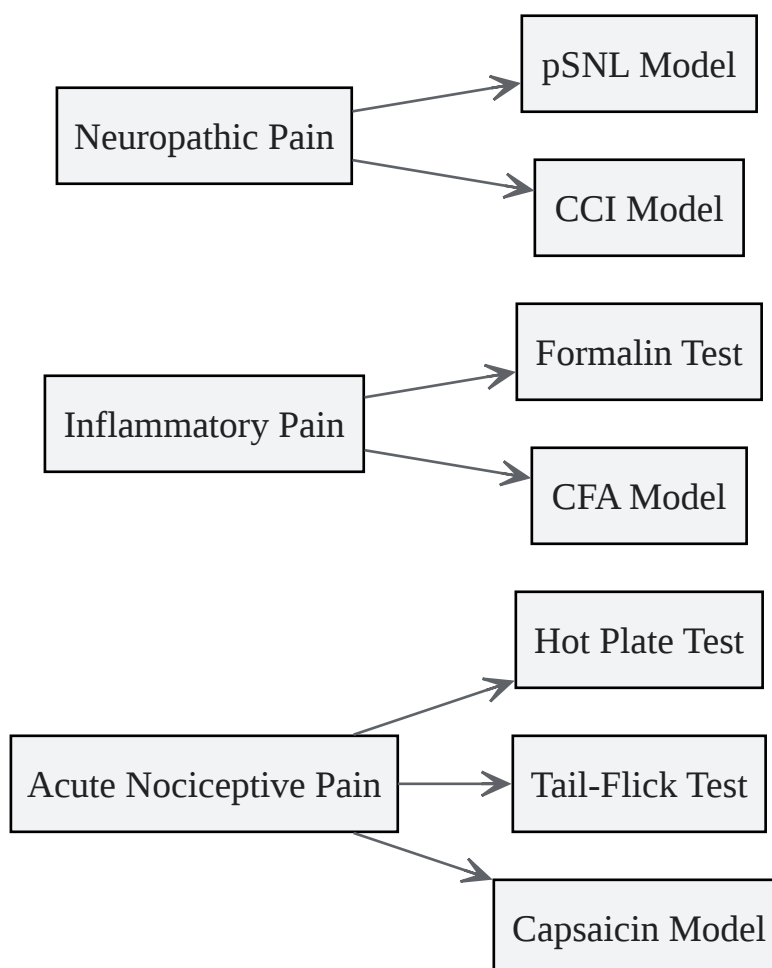 pSNL Model
Neuropathic Pain
CCI Model
Formalin Test
Inflammatory Pain
CFA Model
Hot Plate Test
Acute Nociceptive Pain
Tail-Flick Test
Capsaicin Model